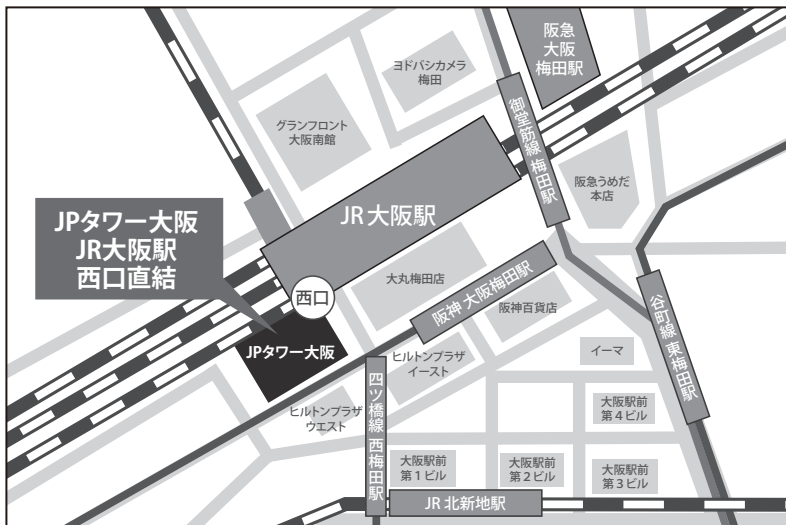 阪急
大阪
梅田駅
ヨドバシカメラ
梅田
グランフロント
大阪南館
御堂筋線 梅田駅
阪急うめだ
本店
JR 大阪駅
JPタワー大阪
JR大阪駅
西口直結
西口
大丸梅田店
阪神 大阪梅田駅
阪神百貨店
谷町線 東梅田駅
JPタワー大阪
ヒルトンプラザ
イースト
イーマ
ヒルトンプラザ
ウエスト
四ツ橋線 西梅田駅
大阪駅前
第4ビル
大阪駅前
第1ビル
大阪駅前
第2ビル
大阪駅前
第3ビル
JR 北新地駅